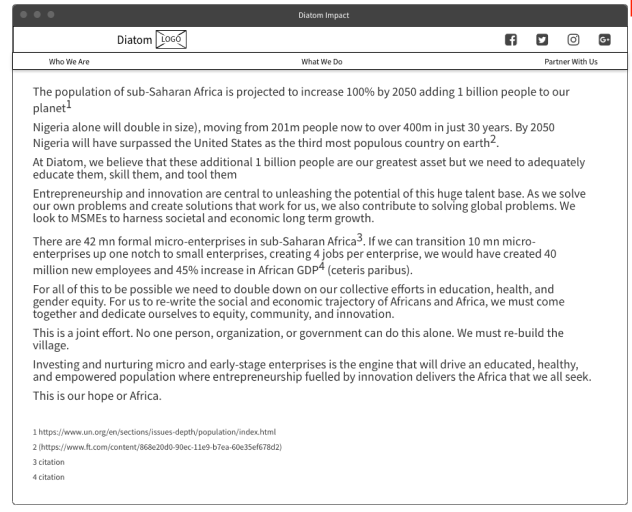 Diatom Impact
Diatom LOGO
Who We Are What We Do Partner With Us
The population of sub-Saharan Africa is projected to increase 100% by 2050 adding 1 billion people to our
planet1
Nigeria alone will double in size), moving from 201m people now to over 400m in just 30 years. By 2050
Nigeria will have surpassed the United States as the third most populous country on earth2.
At Diatom, we believe that these additional 1 billion people are our greatest asset but we need to adequately
educate them, skill them, and tool them
Entrepreneurship and innovation are central to unleashing the potential of this huge talent base. As we solve
our own problems and create solutions that work for us, we also contribute to solving global problems. We
look to MSMEs to harness societal and economic long term growth.
There are 42 mn formal micro-enterprises in sub-Saharan Africa3. If we can transition 10 mn micro-
enterprises up one notch to small enterprises, creating 4 jobs per enterprise, we would have created 40
million new employees and 45% increase in African GDP4 (ceteris paribus).
For all of this to be possible we need to double down on our collective efforts in education, health, and
gender equity. For us to re-write the social and economic trajectory of Africans and Africa, we must come
together and dedicate ourselves to equity, community, and innovation.
This is a joint effort. No one person, organization, or government can do this alone. We must re-build the
village.
Investing and nurturing micro and early-stage enterprises is the engine that will drive an educated, healthy,
and empowered population where entrepreneurship fuelled by innovation delivers the Africa that we all seek.
This is our hope or Africa.
1 https://www.un.org/en/sections/issues-depth/population/index.html
2 (https://www.ft.com/content/868e20d0-90ec-11e9-b7ea-60e35ef678d2)
3 citation
4 citation